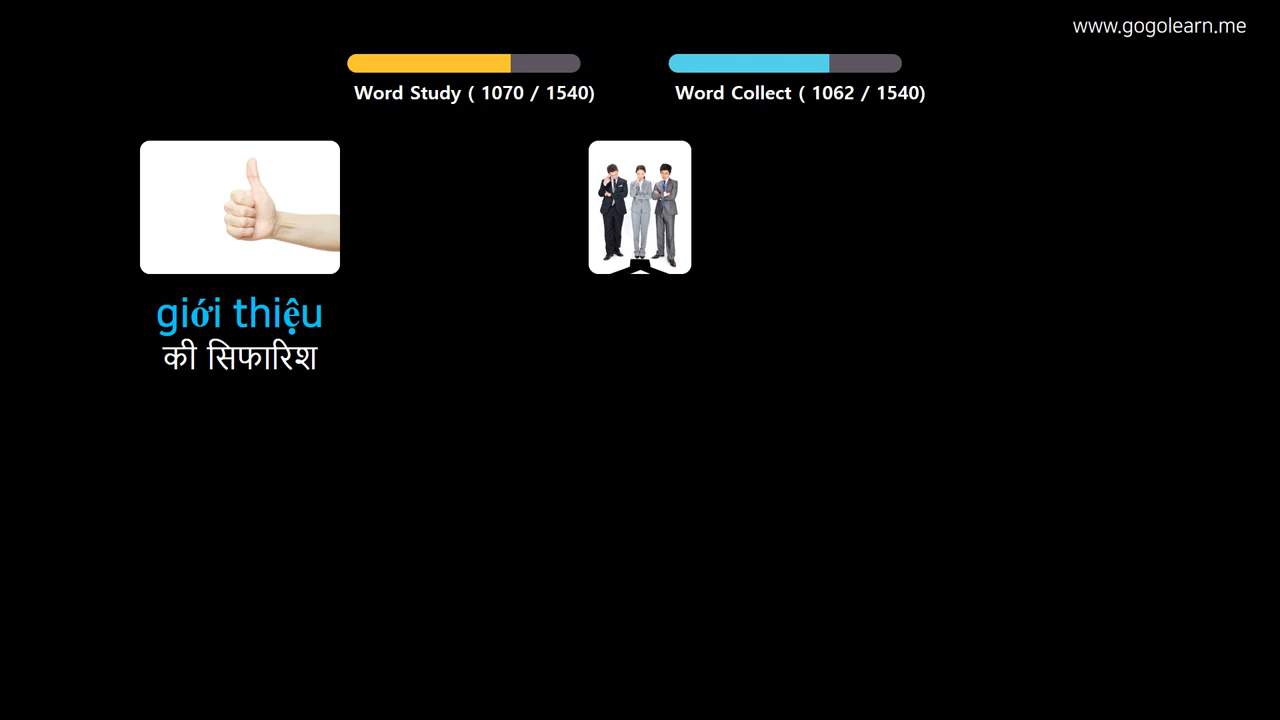 www.gogolearn.me
Word Study ( 1070 / 1540)
Word Collect ( 1062 / 1540)
giới thiệu
की सिफारिश